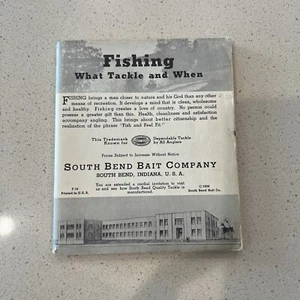 Fishing
What Tackle and When
FISHING brings a man closer to nature and his God than any other
means of recreation. It develops a mind that is clean, wholesome
and healthy. Fishing creates a love of country. No person could
possess a greater gift than this. Health, cleanliness and satisfaction
accompany angling. This brings about better citizenship and the
realization of the phrase "Fish and Feel Fit."
This Trademark
Known for
Dependable Tackle
by All Anglers
Prices Subject to Increase Without Notice
SOUTH BEND BAIT COMPANY
SOUTH BEND, INDIANA, U. S. A.
You are extended a cordial invitation to visit
us and see how South Bend Quality Tackle is
manufactured.
Printed in U.S.A.
South Bend Bait Co.